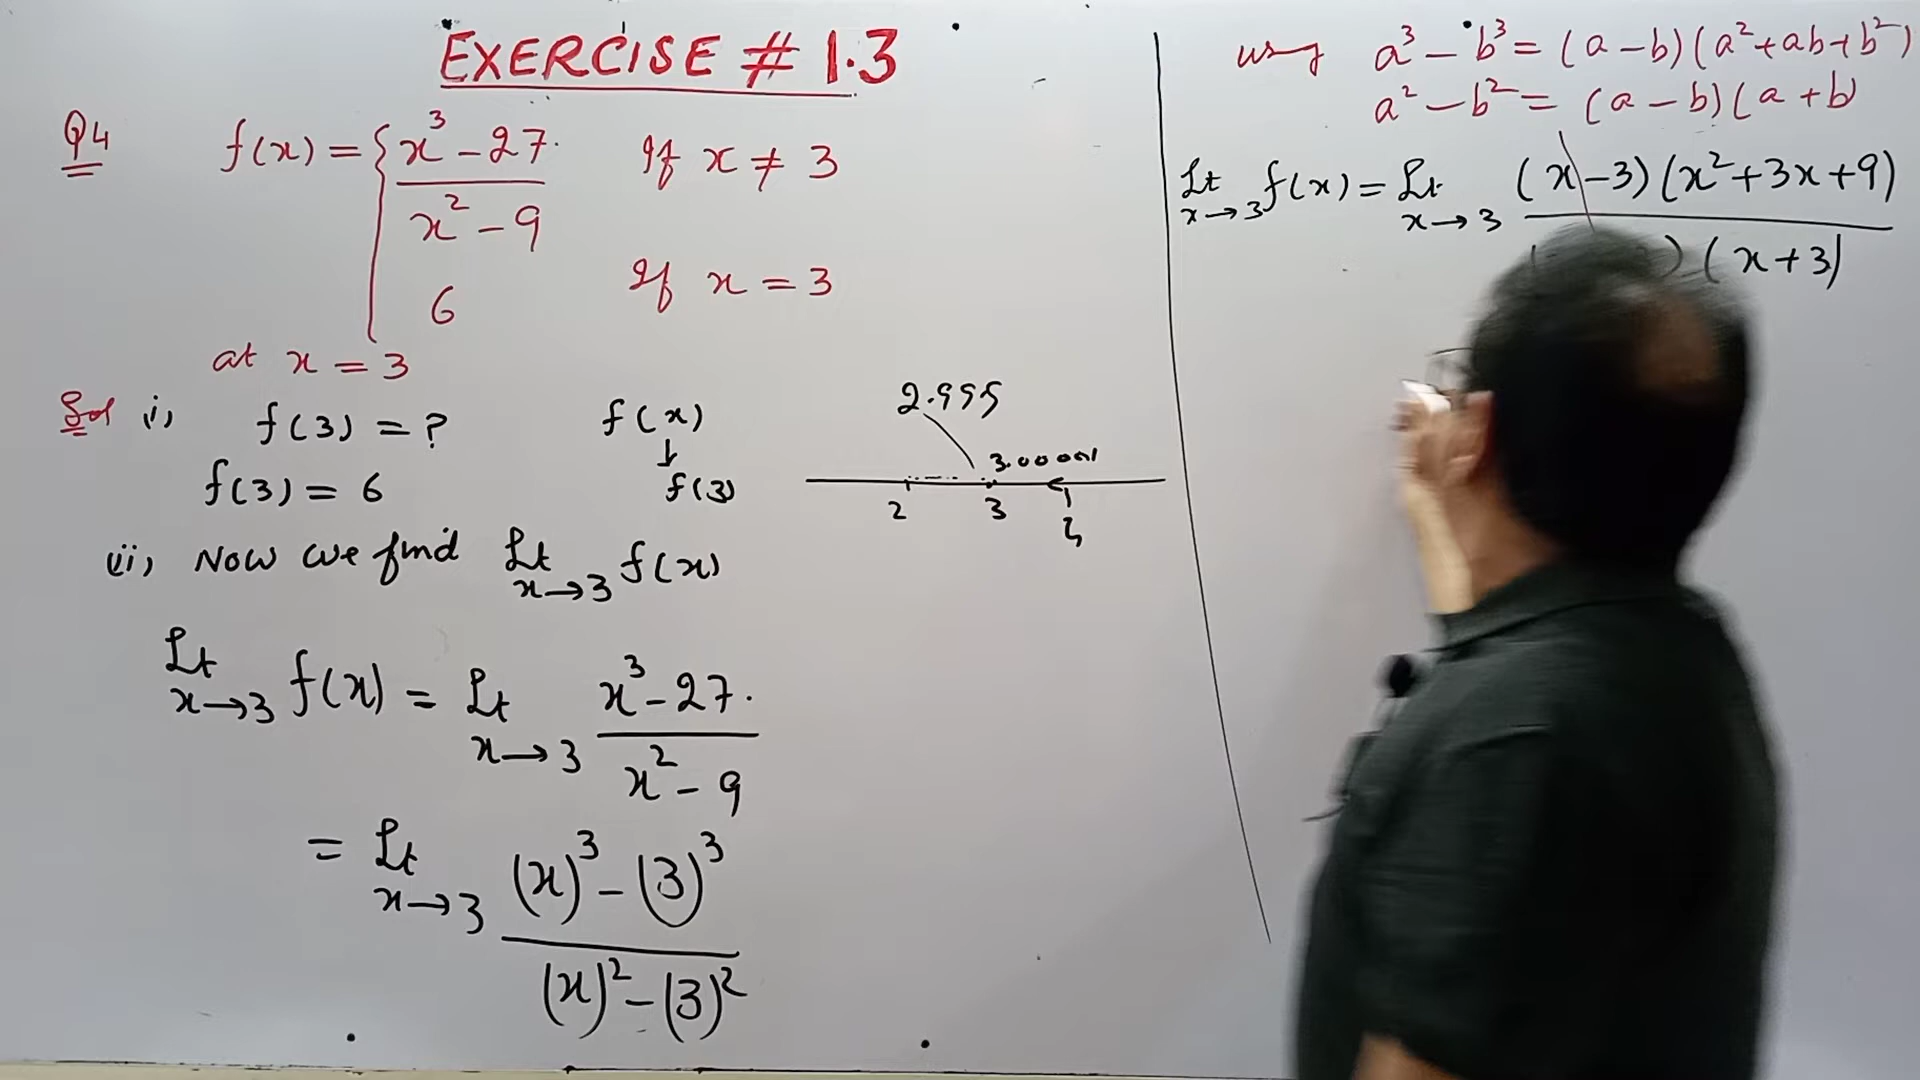 EXERCISE # 1.3
Q4 f(x) = { x³ - 27 / x² - 9 If x ≠ 3
6 If x = 3
at x = 3
Sol i) f(3) = ?
f(3) = 6
f(x)
↓
f(3)
2.999
3.00001
2 3 4
ii) Now we find Lt x→3 f(x)
Lt x→3 f(x) = Lt x→3 x³ - 27 / x² - 9
= Lt x→3 (x)³ - (3)³ / (x)² - (3)²
using a³ - b³ = (a - b)(a² + ab + b²)
a² - b² = (a - b)(a + b
Lt x→3 f(x) = Lt x→3 (x - 3)(x² + 3x + 9) / ) (x + 3)